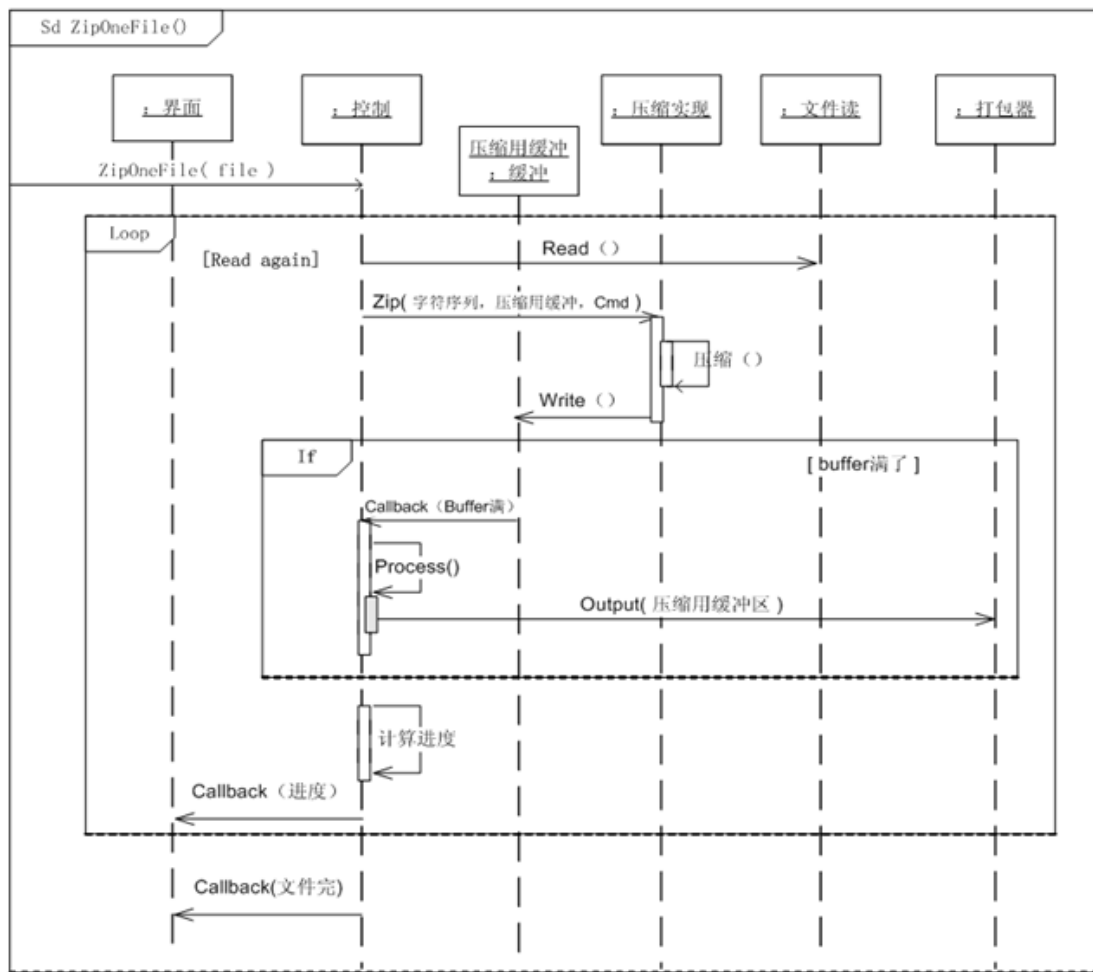 Sd ZipOneFile()
: 界面
: 控制
压缩用缓冲
: 缓冲
: 压缩实现
: 文件读
: 打包器
ZipOneFile( file )
Loop
[Read again]
Read（）
Zip( 字符序列，压缩用缓冲，Cmd )
压缩（）
Write（）
If
[ buffer满了 ]
Callback（Buffer满）
Process()
Output( 压缩用缓冲区 )
计算进度
Callback（进度）
Callback(文件完)